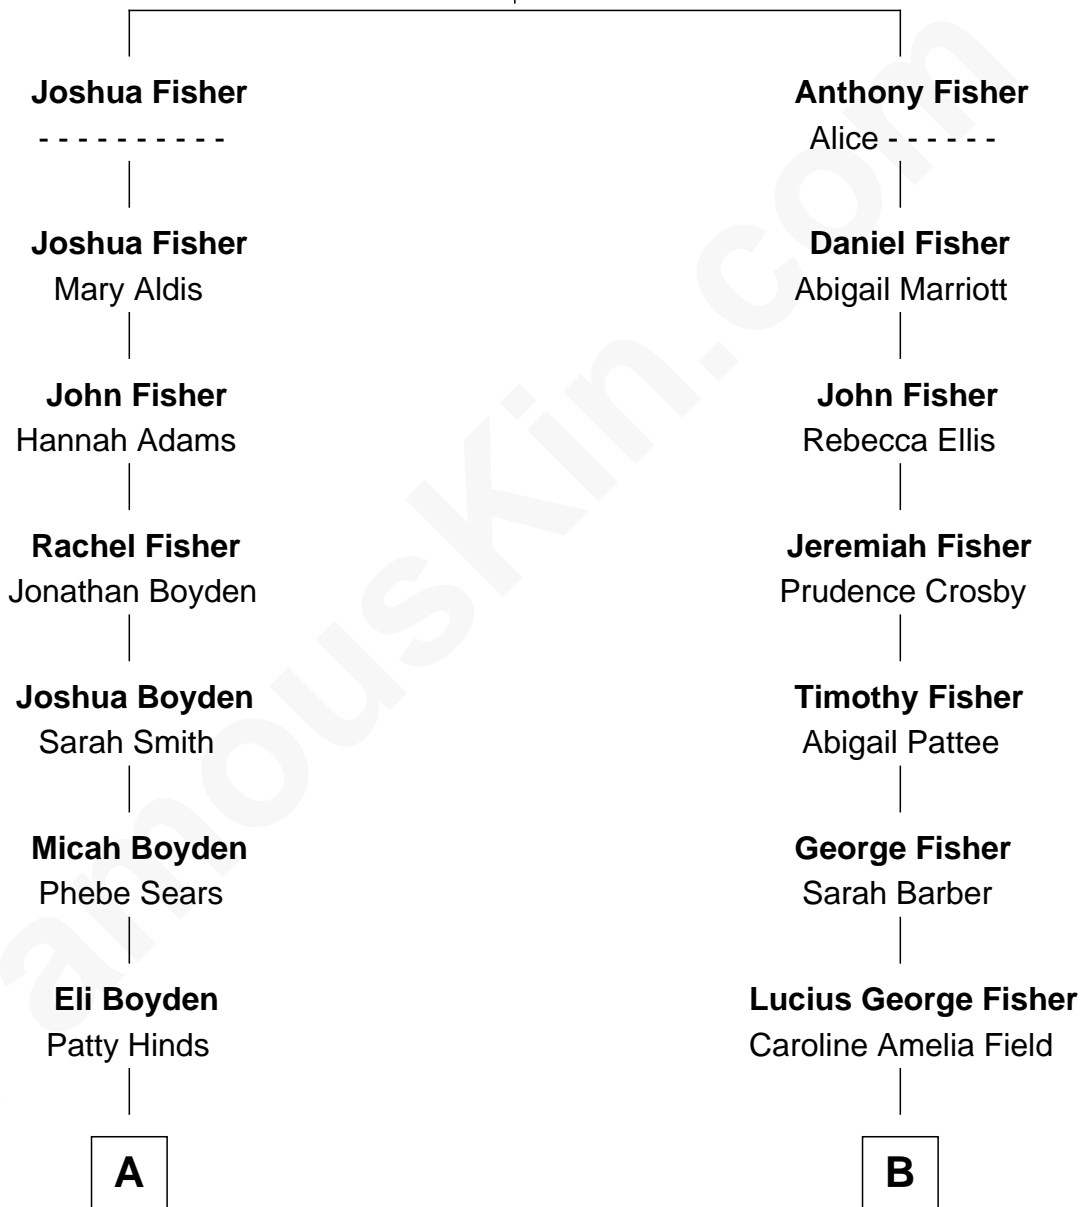 Joshua Fisher
- - - - - - - - - -
Joshua Fisher
Mary Aldis
John Fisher
Hannah Adams
Rachel Fisher
Jonathan Boyden
Joshua Boyden
Sarah Smith
Micah Boyden
Phebe Sears
Eli Boyden
Patty Hinds
A
Anthony Fisher
Alice - - - - - -
Daniel Fisher
Abigail Marriott
John Fisher
Rebecca Ellis
Jeremiah Fisher
Prudence Crosby
Timothy Fisher
Abigail Pattee
George Fisher
Sarah Barber
Lucius George Fisher
Caroline Amelia Field
B
amousKin.com